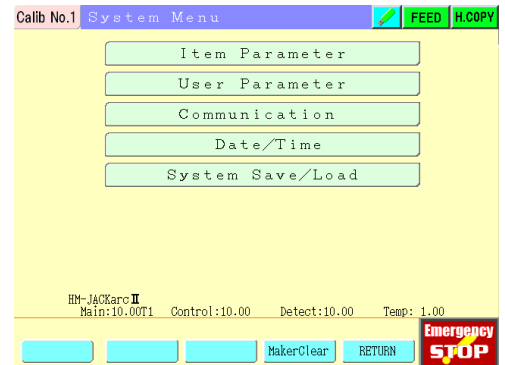 Calib No.1 System Menu FEED H.COPY
Item Parameter
User Parameter
Communication
Date/Time
System Save/Load
HM-JACKarcⅡ
Main:10.00T1 Control:10.00 Detect:10.00 Temp: 1.00
MakerClear RETURN
Emergency
STOP